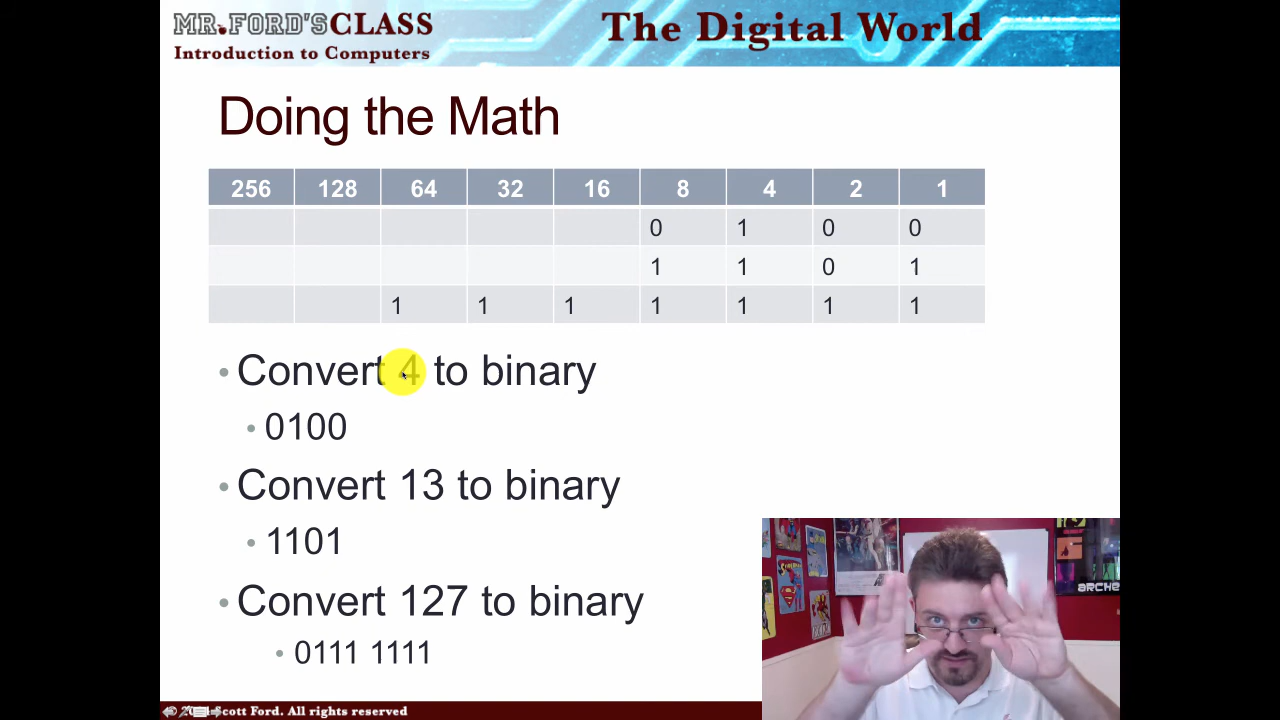 MR.FORD'SCLASS
Introduction to Computers
The Digital World
Doing the Math
256 128 64 32 16 8 4 2 1
0 1 0 0
1 1 0 1
1 1 1 1 1 1 1
• Convert 4 to binary
• 0100
• Convert 13 to binary
• 1101
• Convert 127 to binary
• 0111 1111
ARCHE
Scott Ford. All rights reserved